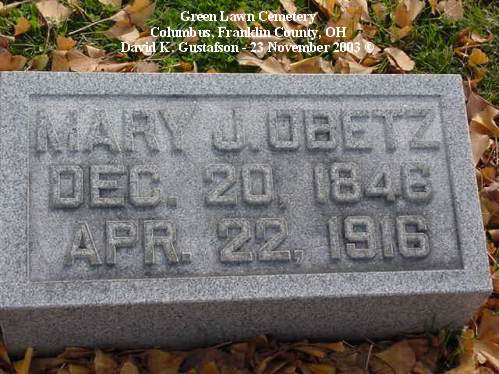 Green Lawn Cemetery
Columbus, Franklin County, OH
David K. Gustafson - 23 November 2003 ©
MARY J. OBETZ
DEC. 20, 1846
APR. 22, 1916